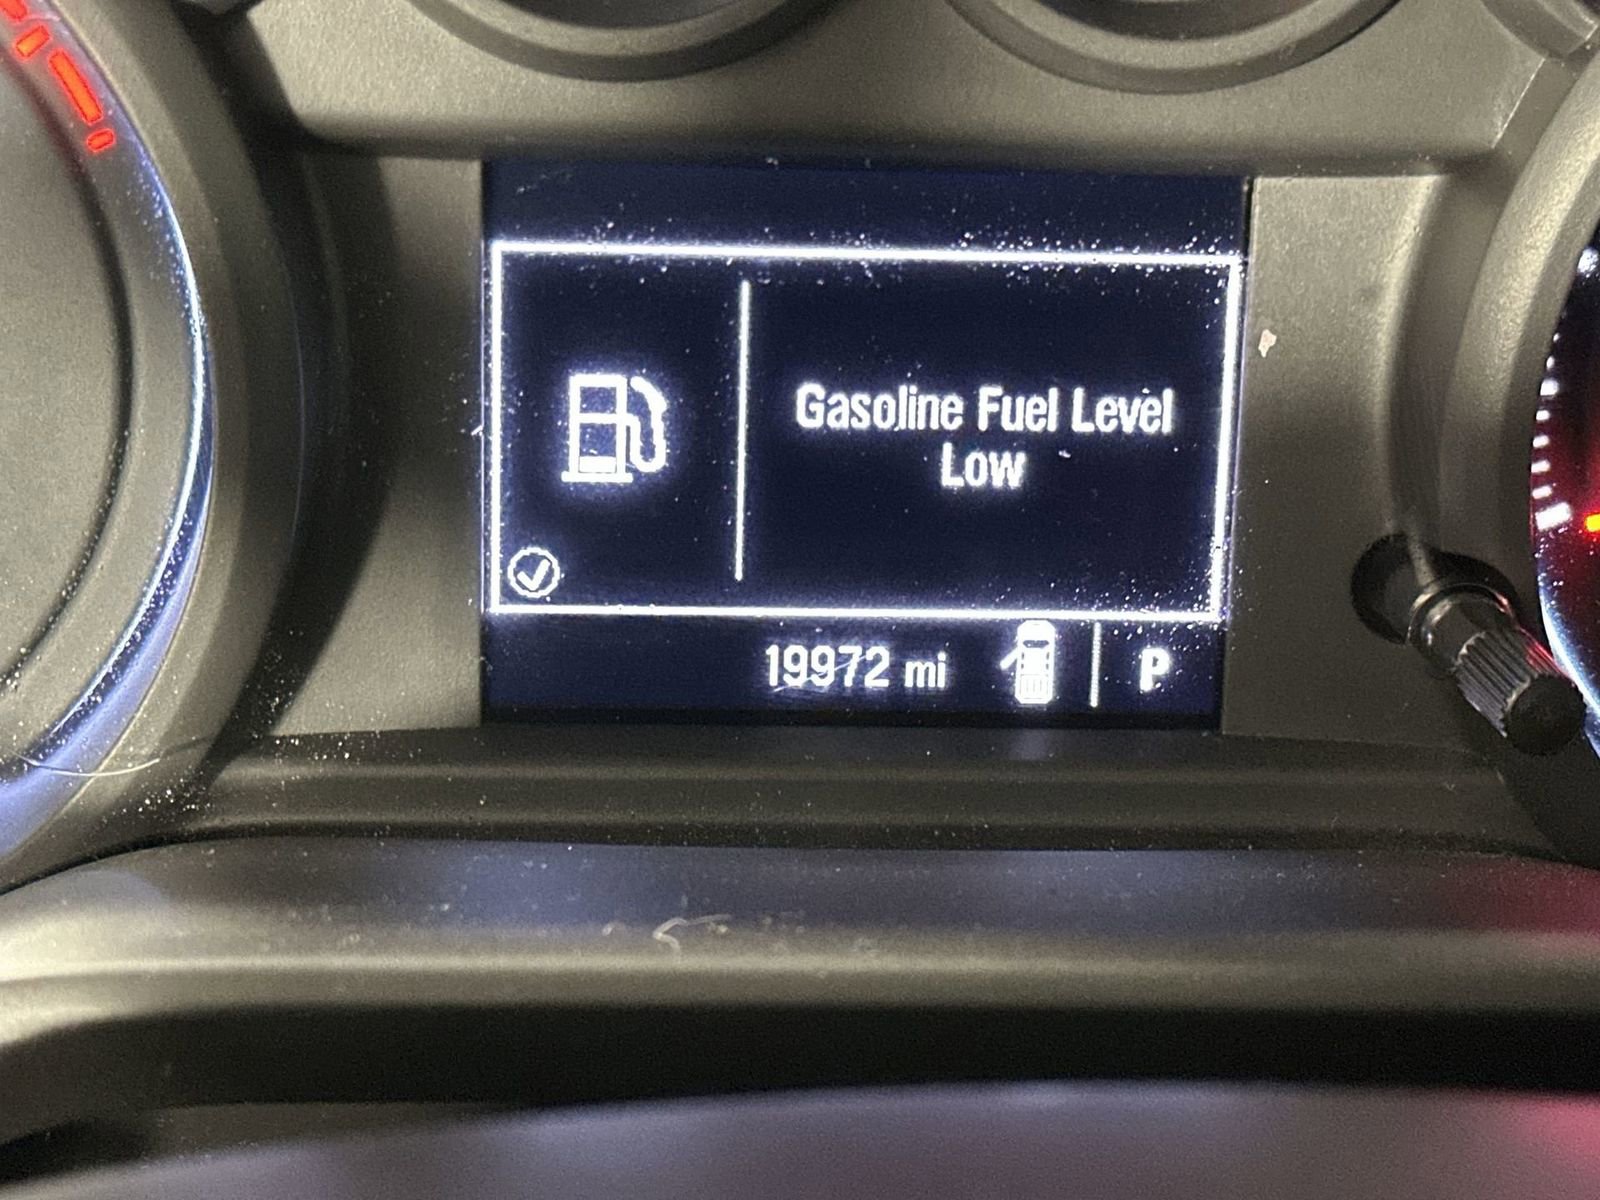 Gasoline Fuel Level
Low
19972 mi
P